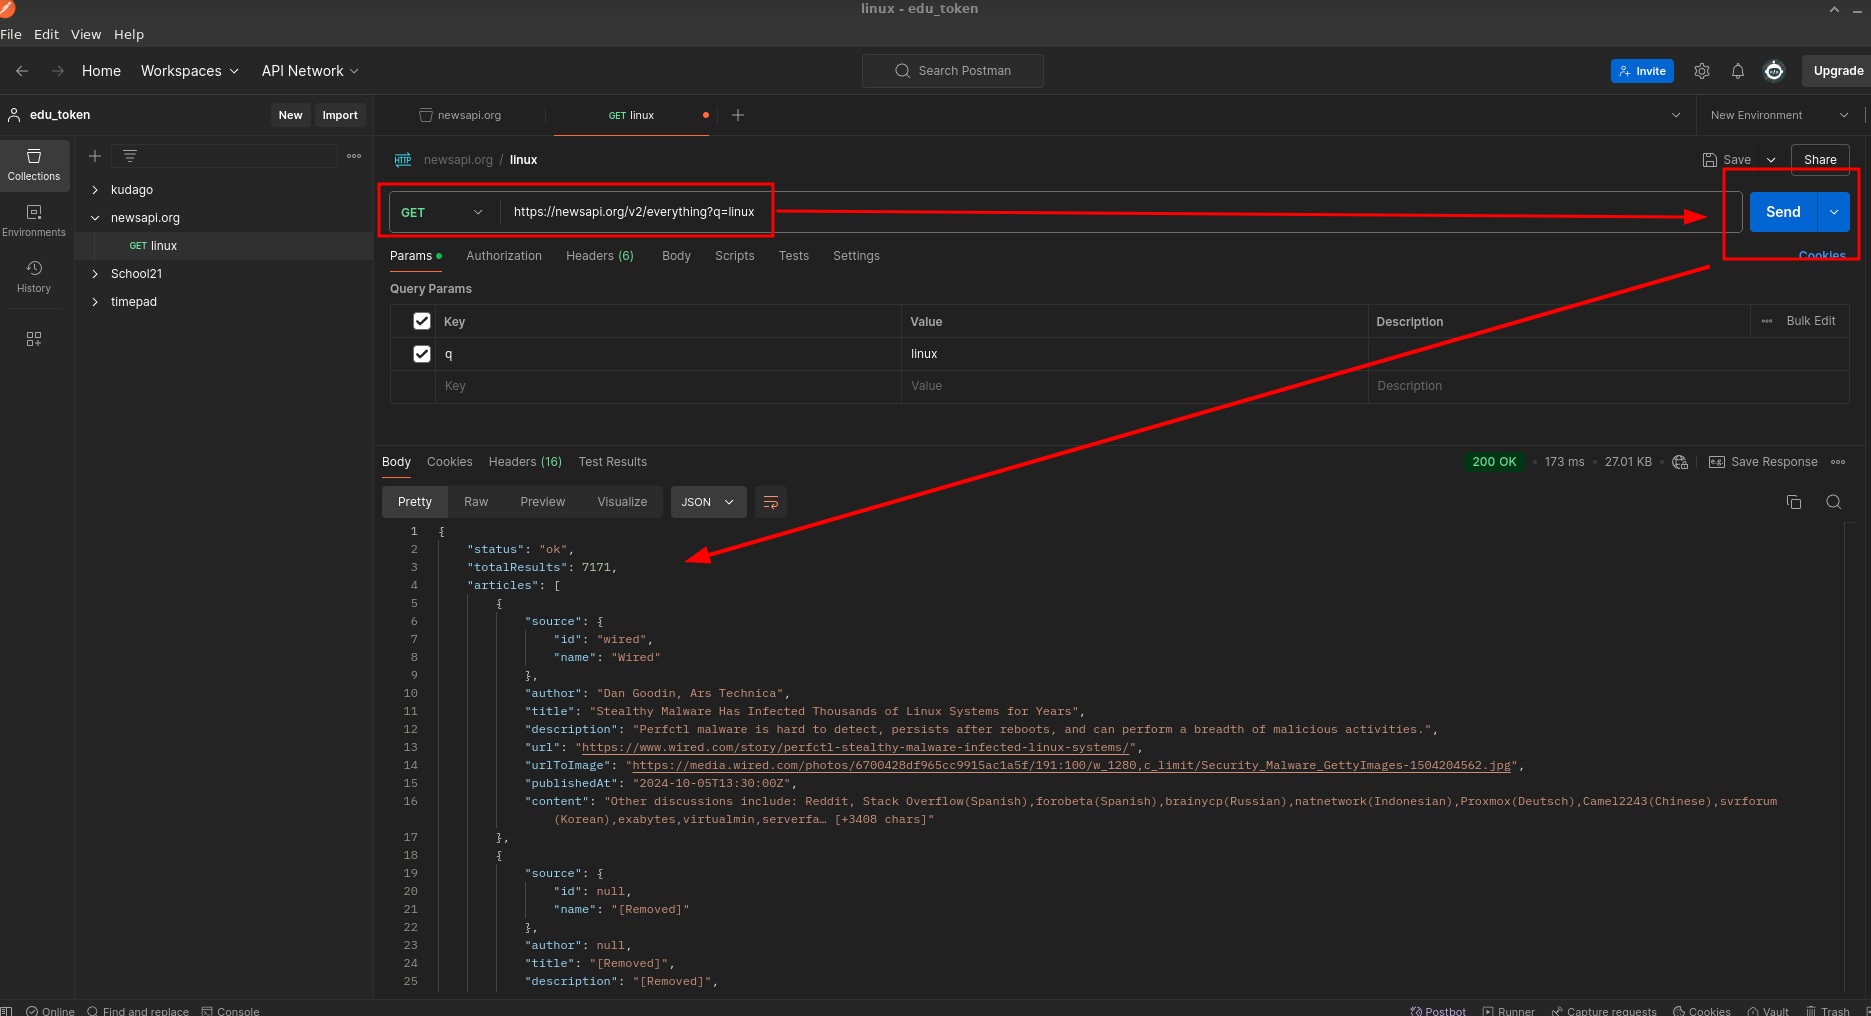 linux - edu_token
File Edit View Help
Home Workspaces API Network Search Postman Invite Upgrade
edu_token New Import newsapi.org GET linux New Environment
Collections
Environments
History
kudago
newsapi.org
GET linux
School21
timepad
HTTP newsapi.org / linux Save Share
GET https://newsapi.org/v2/everything?q=linux Send
Params Authorization Headers (6) Body Scripts Tests Settings Cookies
Query Params
Key Value Description Bulk Edit
q linux
Key Value Description
Body Cookies Headers (16) Test Results 200 OK 173 ms 27.01 KB e.g. Save Response
Pretty Raw Preview Visualize JSON
1 {
2 "status": "ok",
3 "totalResults": 7171,
4 "articles": [
5 {
6 "source": {
7 "id": "wired",
8 "name": "Wired"
9 },
10 "author": "Dan Goodin, Ars Technica",
11 "title": "Stealthy Malware Has Infected Thousands of Linux Systems for Years",
12 "description": "Perfctl malware is hard to detect, persists after reboots, and can perform a breadth of malicious activities.",
13 "url": "https://www.wired.com/story/perfctl-stealthy-malware-infected-linux-systems/",
14 "urlToImage": "https://media.wired.com/photos/6700428df965cc9915ac1a5f/191:100/w_1280,c_limit/Security_Malware_GettyImages-1504204562.jpg",
15 "publishedAt": "2024-10-05T13:30:00Z",
16 "content": "Other discussions include: Reddit, Stack Overflow(Spanish),forobeta(Spanish),brainycp(Russian),natnetwork(Indonesian),Proxmox(Deutsch),Camel2243(Chinese),svrforum
(Korean),exabytes,virtualmin,serverfa… [+3408 chars]"
17 },
18 {
19 "source": {
20 "id": null,
21 "name": "[Removed]"
22 },
23 "author": null,
24 "title": "[Removed]",
25 "description": "[Removed]",
Online Find and replace Console Postbot Runner Capture requests Cookies Vault Trash